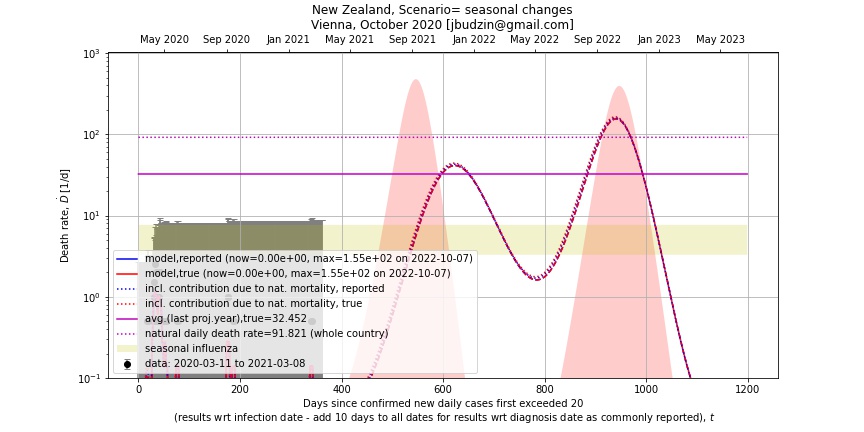 New Zealand, Scenario= seasonal changes
Vienna, October 2020 [jbudzin@gmail.com]
May 2020 Sep 2020 Jan 2021 May 2021 Sep 2021 Jan 2022 May 2022 Sep 2022 Jan 2023 May 2023
10³
10²
10¹
10⁰
10⁻¹
Death rate, D [1/d]
model,reported (now=0.00e+00, max=1.55e+02 on 2022-10-07)
model,true (now=0.00e+00, max=1.55e+02 on 2022-10-07)
incl. contribution due to nat. mortality, reported
incl. contribution due to nat. mortality, true
avg.(last proj.year),true=32.452
natural daily death rate=91.821 (whole country)
seasonal influenza
data: 2020-03-11 to 2021-03-08
0 200 400 600 800 1000 1200
Days since confirmed new daily cases first exceeded 20
(results wrt infection date - add 10 days to all dates for results wrt diagnosis date as commonly reported), t